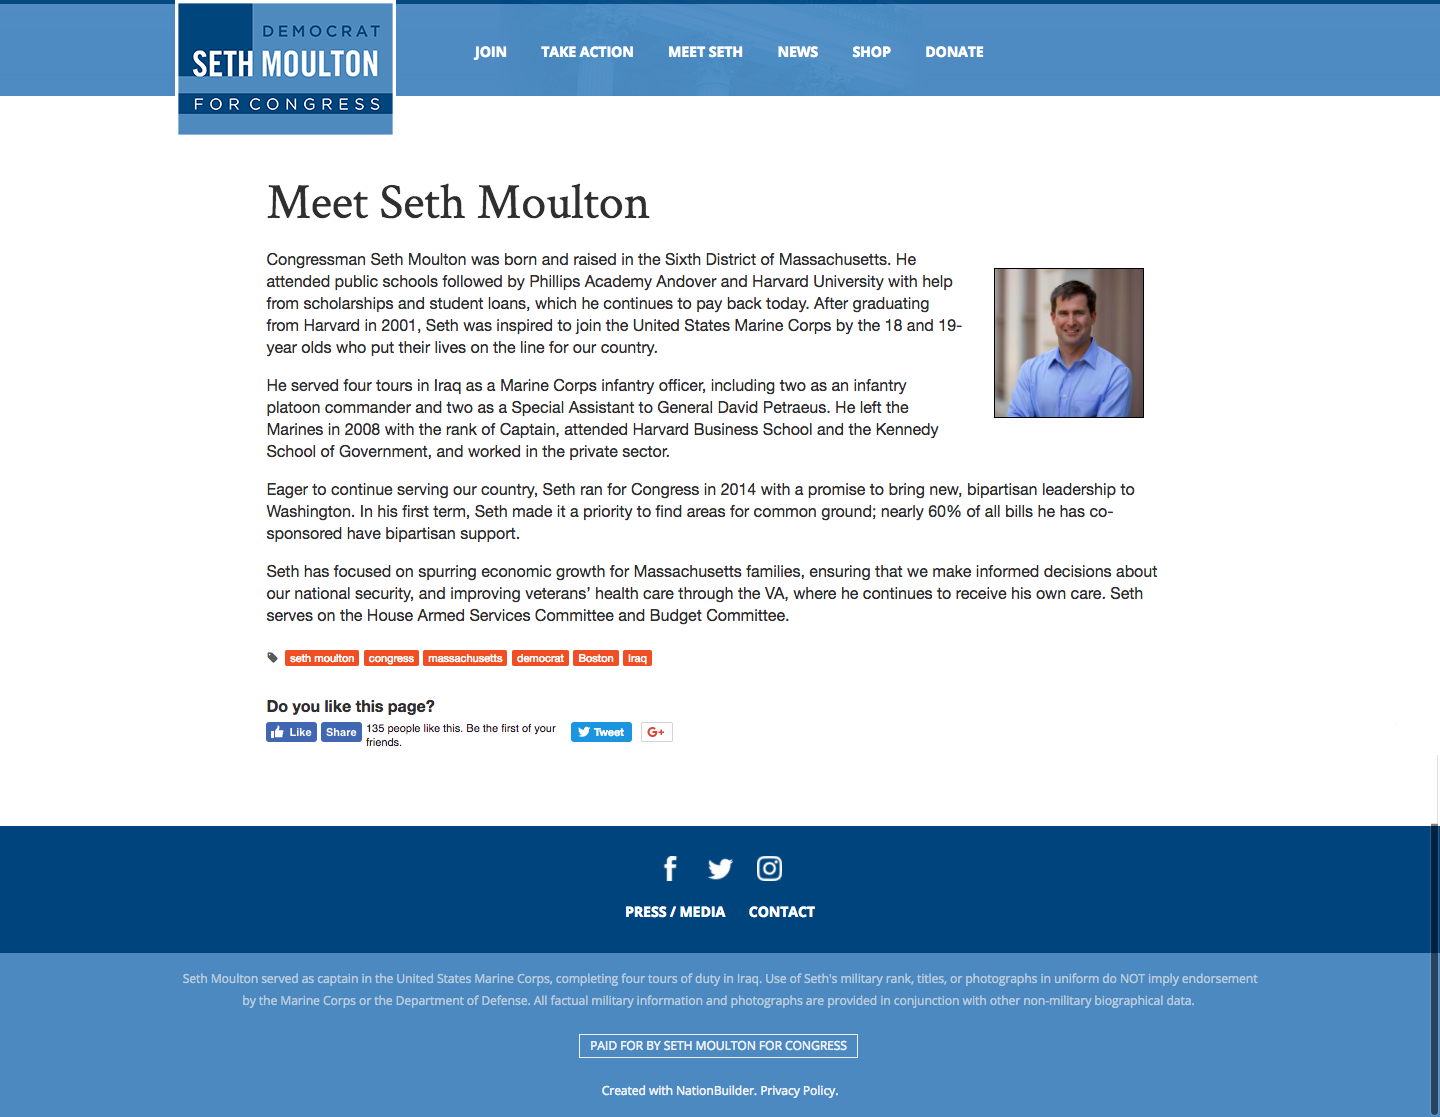 DEMOCRAT
SETH MOULTON
FOR CONGRESS
JOIN TAKE ACTION MEET SETH NEWS SHOP DONATE
Meet Seth Moulton
Congressman Seth Moulton was born and raised in the Sixth District of Massachusetts. He
attended public schools followed by Phillips Academy Andover and Harvard University with help
from scholarships and student loans, which he continues to pay back today. After graduating
from Harvard in 2001, Seth was inspired to join the United States Marine Corps by the 18 and 19-
year olds who put their lives on the line for our country.
He served four tours in Iraq as a Marine Corps infantry officer, including two as an infantry
platoon commander and two as a Special Assistant to General David Petraeus. He left the
Marines in 2008 with the rank of Captain, attended Harvard Business School and the Kennedy
School of Government, and worked in the private sector.
Eager to continue serving our country, Seth ran for Congress in 2014 with a promise to bring new, bipartisan leadership to
Washington. In his first term, Seth made it a priority to find areas for common ground; nearly 60% of all bills he has co-
sponsored have bipartisan support.
Seth has focused on spurring economic growth for Massachusetts families, ensuring that we make informed decisions about
our national security, and improving veterans’ health care through the VA, where he continues to receive his own care. Seth
serves on the House Armed Services Committee and Budget Committee.
seth moulton congress massachusetts democrat Boston Iraq
Do you like this page?
Like Share 135 people like this. Be the first of your
friends.
Tweet G+
PRESS / MEDIA CONTACT
Seth Moulton served as captain in the United States Marine Corps, completing four tours of duty in Iraq. Use of Seth's military rank, titles, or photographs in uniform do NOT imply endorsement
by the Marine Corps or the Department of Defense. All factual military information and photographs are provided in conjunction with other non-military biographical data.
PAID FOR BY SETH MOULTON FOR CONGRESS
Created with NationBuilder. Privacy Policy.